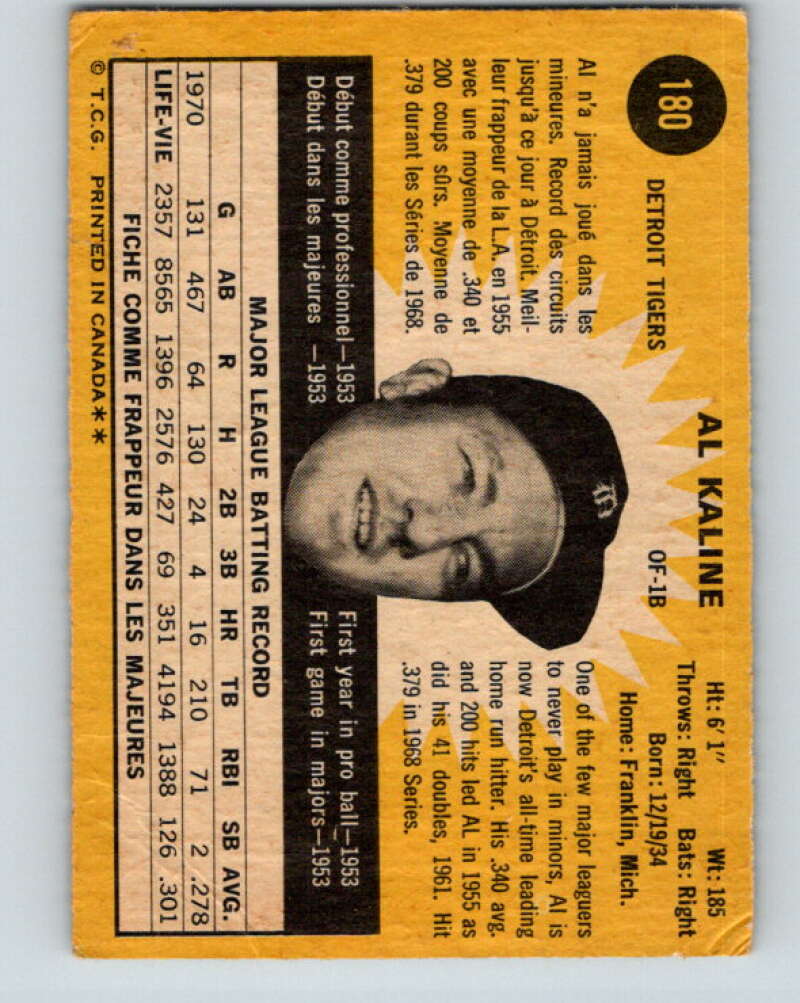 180
DETROIT TIGERS
AL KALINE
OF-1B
Ht: 6' 1" Wt: 185
Throws: Right Bats: Right
Born: 12/19/34
Home: Franklin, Mich.
Al n'a jamais joué dans les
mineures. Record des circuits
jusqu'à ce jour à Détroit. Meil-
leur frappeur de la L.A. en 1955
avec une moyenne de .340 et
200 coups sûrs. Moyenne de
.379 durant les Séries de 1968.
One of the few major leaguers
to never play in minors, Al is
now Detroit's all-time leading
home run hitter. His .340 avg.
and 200 hits led AL in 1955 as
did his 41 doubles, 1961. Hit
.379 in 1968 Series.
Début comme professionnel—1953
Début dans les majeures —1953
First year in pro ball—1953
First game in majors—1953
MAJOR LEAGUE BATTING RECORD
G AB R H 2B 3B HR TB RBI SB AVG.
1970 131 467 64 130 24 4 16 210 71 2 .278
LIFE-VIE 2357 8565 1396 2576 427 69 351 4194 1388 126 .301
FICHE COMME FRAPPEUR DANS LES MAJEURES
© T.C.G. PRINTED IN CANADA**